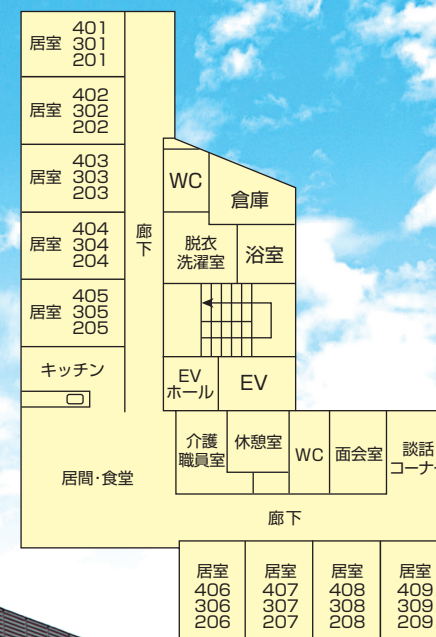 居室 401
301
201
居室 402
302
202
居室 403
303
203
居室 404
304
204
居室 405
305
205
廊下
WC
倉庫
脱衣
洗濯室
浴室
キッチン
EV
ホール
EV
居間・食堂
介護
職員室
休憩室
WC
面会室
談話
コーナー
廊下
居室
406
306
206
居室
407
307
207
居室
408
308
208
居室
409
309
209